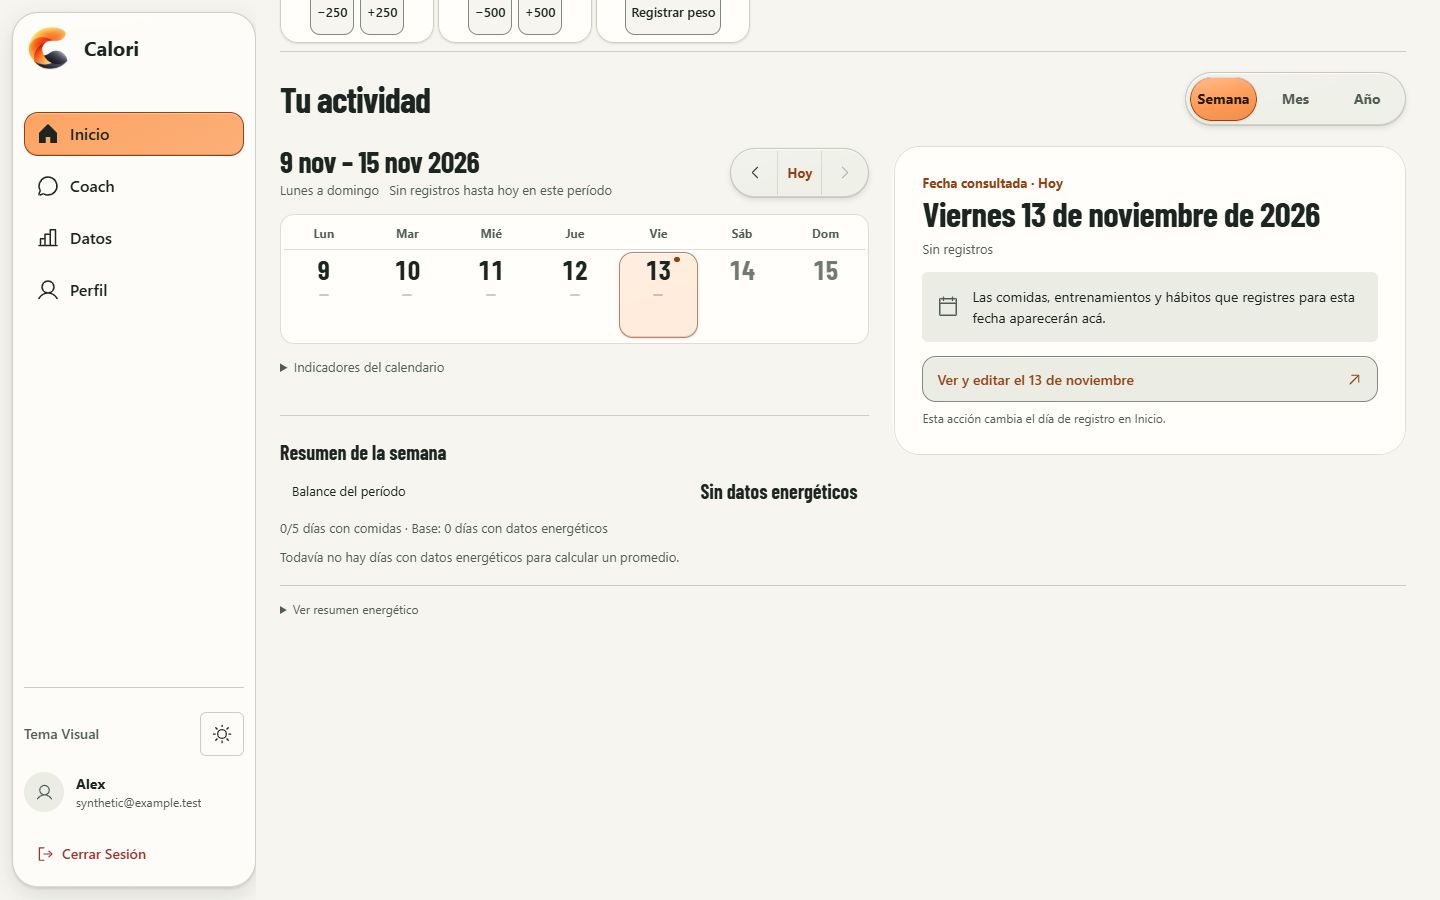 Calori
Inicio
Coach
Datos
Perfil
Tema Visual
Alex
synthetic@example.test
Cerrar Sesión
−250
+250
−500
+500
Registrar peso
Tu actividad
Semana
Mes
Año
9 nov – 15 nov 2026
Lunes a domingo Sin registros hasta hoy en este período
Hoy
Lun Mar Mié Jue Vie Sáb Dom
9 10 11 12 13 14 15
– – – – –
Indicadores del calendario
Resumen de la semana
Balance del período
Sin datos energéticos
0/5 días con comidas · Base: 0 días con datos energéticos
Todavía no hay días con datos energéticos para calcular un promedio.
Ver resumen energético
Fecha consultada · Hoy
Viernes 13 de noviembre de 2026
Sin registros
Las comidas, entrenamientos y hábitos que registres para esta
fecha aparecerán acá.
Ver y editar el 13 de noviembre
Esta acción cambia el día de registro en Inicio.